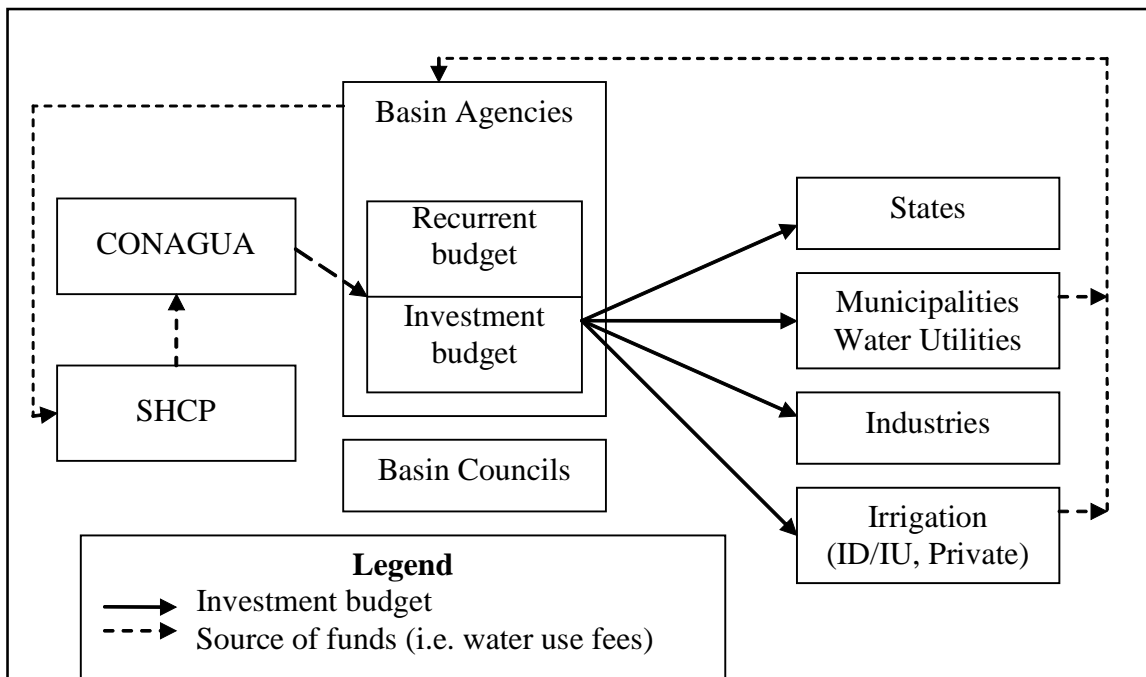 Basin Agencies
Recurrent
budget
Investment
budget
CONAGUA
SHCP
Basin Councils
States
Municipalities
Water Utilities
Industries
Irrigation
(ID/IU, Private)
Legend
Investment budget
Source of funds (i.e. water use fees)